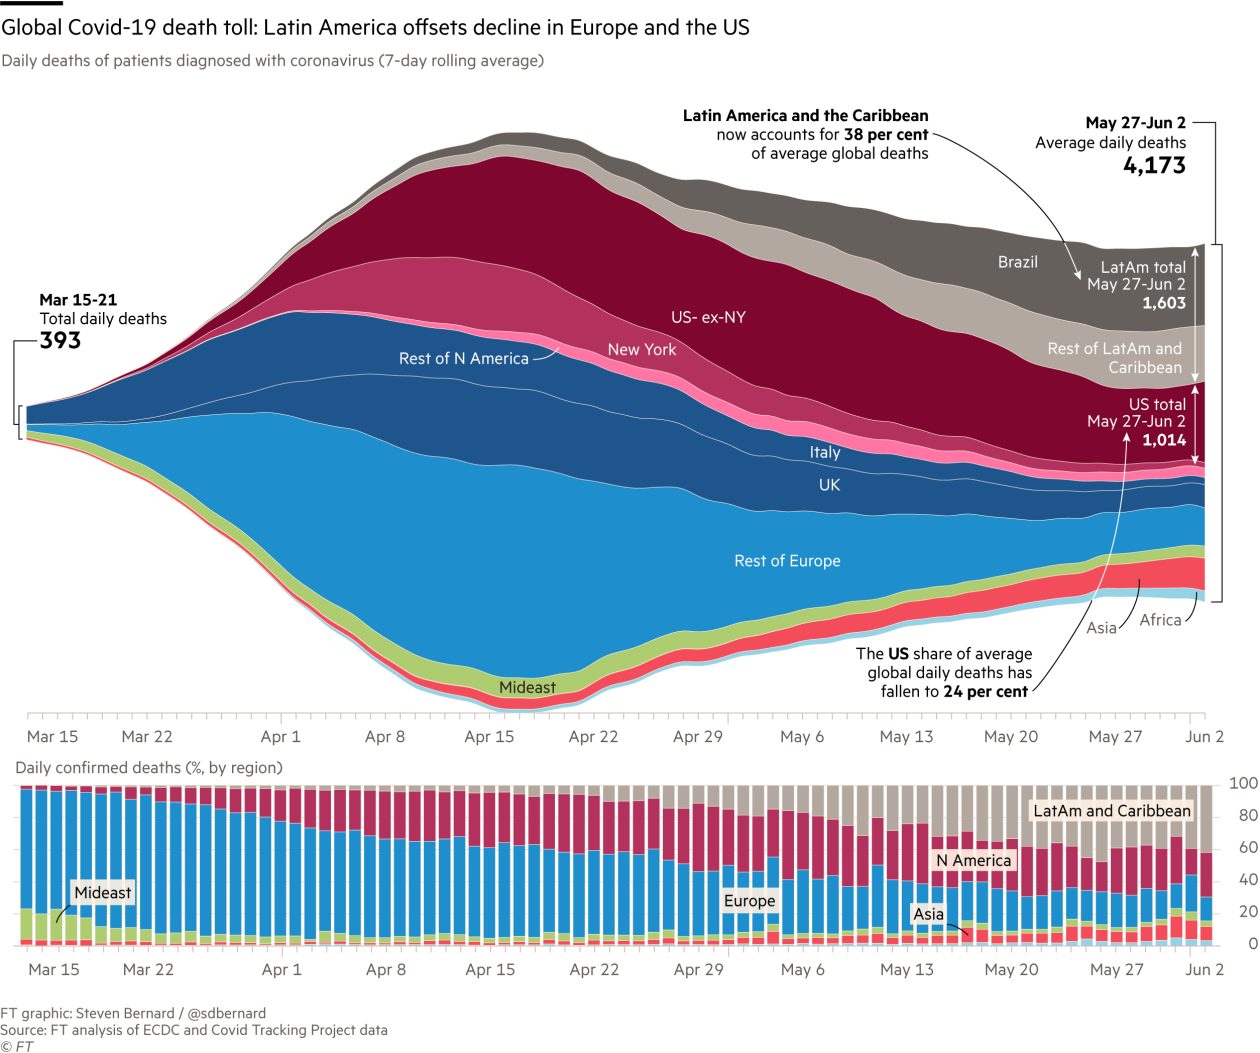 Global Covid-19 death toll: Latin America offsets decline in Europe and the US
Daily deaths of patients diagnosed with coronavirus (7-day rolling average)
Latin America and the Caribbean
now accounts for 38 per cent
of average global deaths
May 27-Jun 2
Average daily deaths
4,173
Mar 15-21
Total daily deaths
393
Brazil
LatAm total
May 27-Jun 2
1,603
US- ex-NY
New York
Rest of N America
Rest of LatAm and
Caribbean
US total
May 27-Jun 2
1,014
Italy
UK
Rest of Europe
Mideast
Asia
Africa
The US share of average
global daily deaths has
fallen to 24 per cent
Mar 15 Mar 22 Apr 1 Apr 8 Apr 15 Apr 22 Apr 29 May 6 May 13 May 20 May 27 Jun 2
Daily confirmed deaths (%, by region)
100
80
60
40
20
0
LatAm and Caribbean
N America
Mideast
Europe
Asia
Mar 15 Mar 22 Apr 1 Apr 8 Apr 15 Apr 22 Apr 29 May 6 May 13 May 20 May 27 Jun 2
FT graphic: Steven Bernard / @sdbernard
Source: FT analysis of ECDC and Covid Tracking Project data
© FT